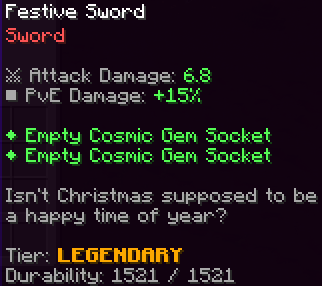 Festive Sword
Sword
⚔ Attack Damage: 6.8
■ PvE Damage: +15%
◆ Empty Cosmic Gem Socket
◆ Empty Cosmic Gem Socket
Isn't Christmas supposed to be
a happy time of year?
Tier: LEGENDARY
Durability: 1521 / 1521